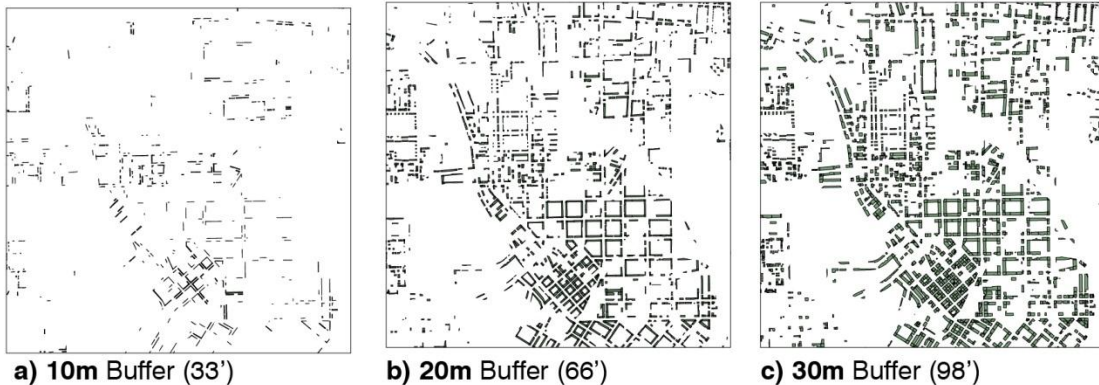 a) 10m Buffer (33’)
b) 20m Buffer (66’)
c) 30m Buffer (98’)